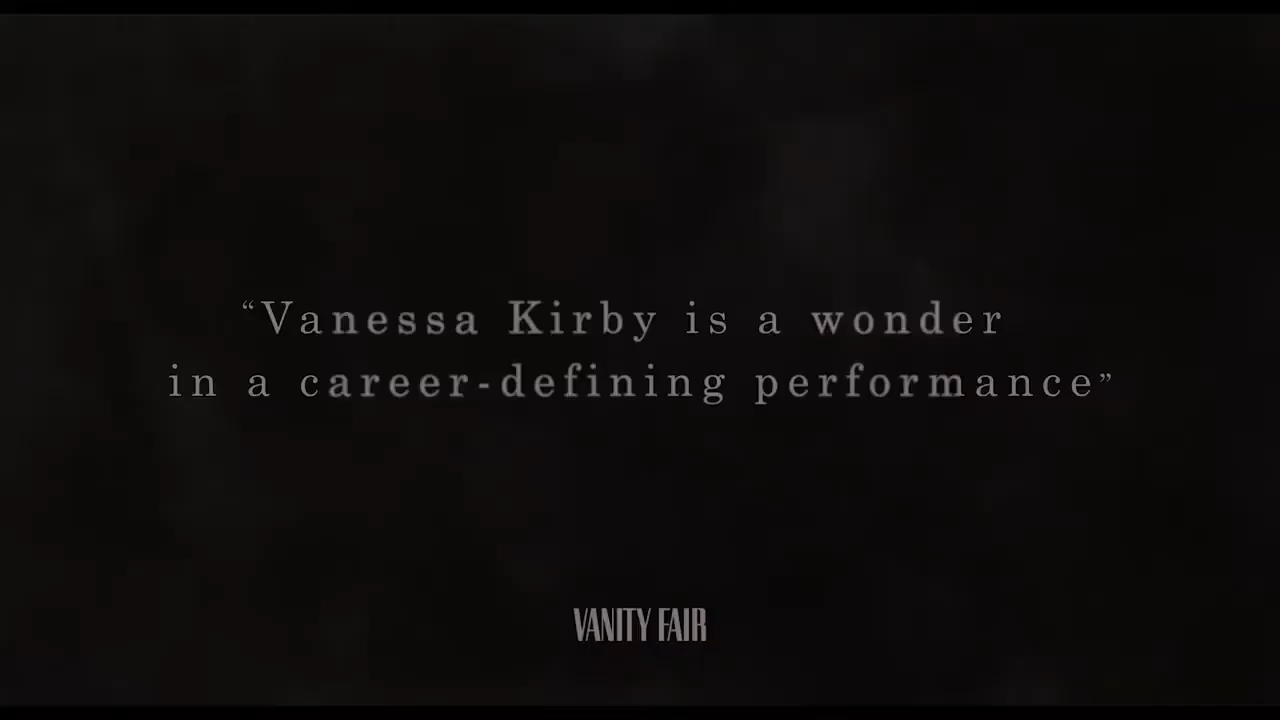 “Vanessa Kirby is a wonder
in a career-defining performance”
VANITY FAIR